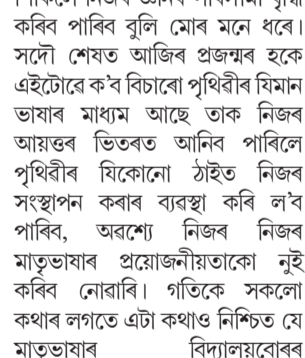 কৰিব পাৰিব বুলি মোৰ মনে ধৰে।
সদৌ শেষত আজিৰ প্ৰজন্মৰ হকে
এইটোৱে ক'ব বিচাৰো পৃথিৱীৰ যিমান
ভাষাৰ মাধ্যম আছে তাক নিজৰ
আয়ত্তৰ ভিতৰত আনিব পাৰিলে
পৃথিৱীৰ যিকোনো ঠাইত নিজৰ
সংস্থাপন কৰাৰ ব্যৱস্থা কৰি ল'ব
পাৰিব, অৱশ্যে নিজৰ নিজৰ
মাতৃভাষাৰ প্ৰয়োজনীয়তাকো নুই
কৰিব নোৱাৰি। গতিকে সকলো
কথাৰ লগতে এটা কথাও নিশ্চিত যে
মাতৃভাষাৰ বিদ্যালয়বোৰৰ